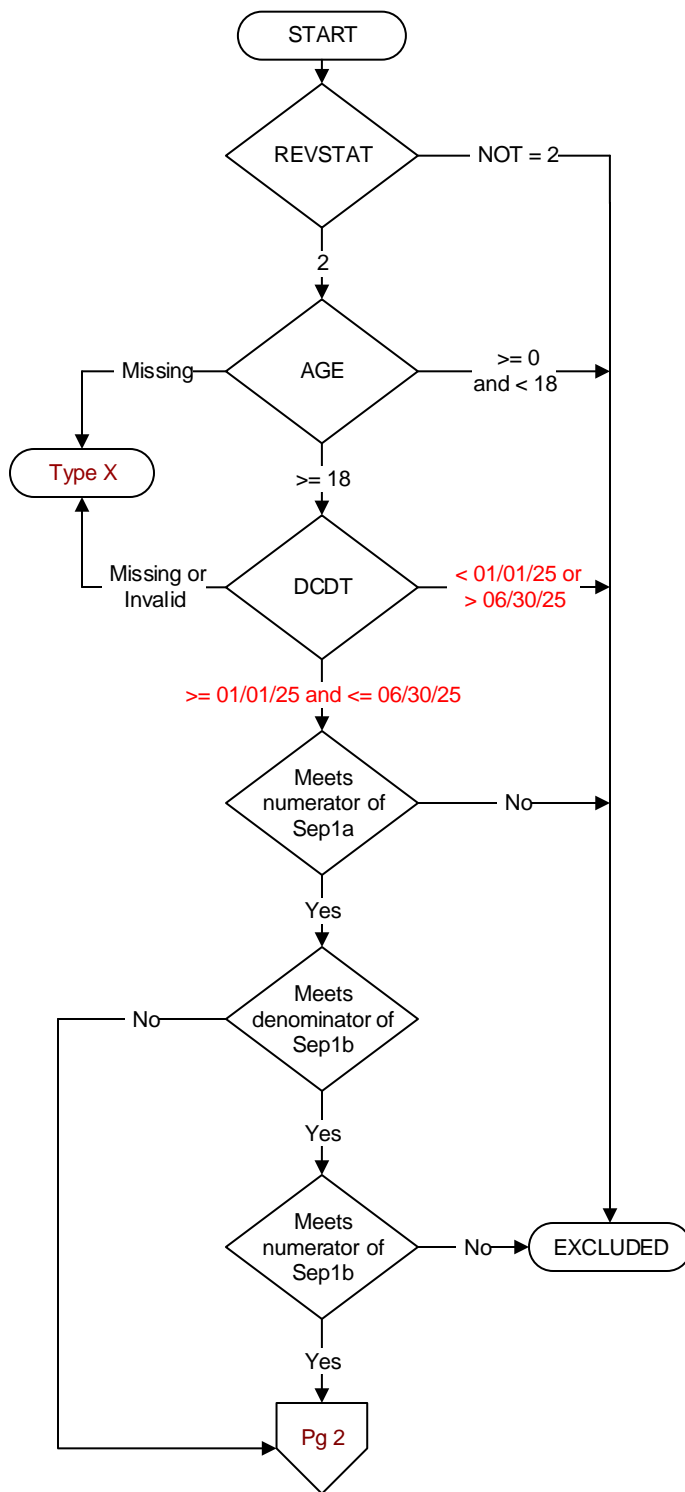 START
REVSTAT
NOT = 2
2
Missing
AGE
>= 0
and < 18
Type X
>= 18
Missing or
Invalid
DCDT
< 01/01/25 or
> 06/30/25
>= 01/01/25 and <= 06/30/25
Meets
numerator of
Sep1a
No
Yes
No
Meets
denominator of
Sep1b
Yes
Meets
numerator of
Sep1b
No
EXCLUDED
Yes
Pg 2